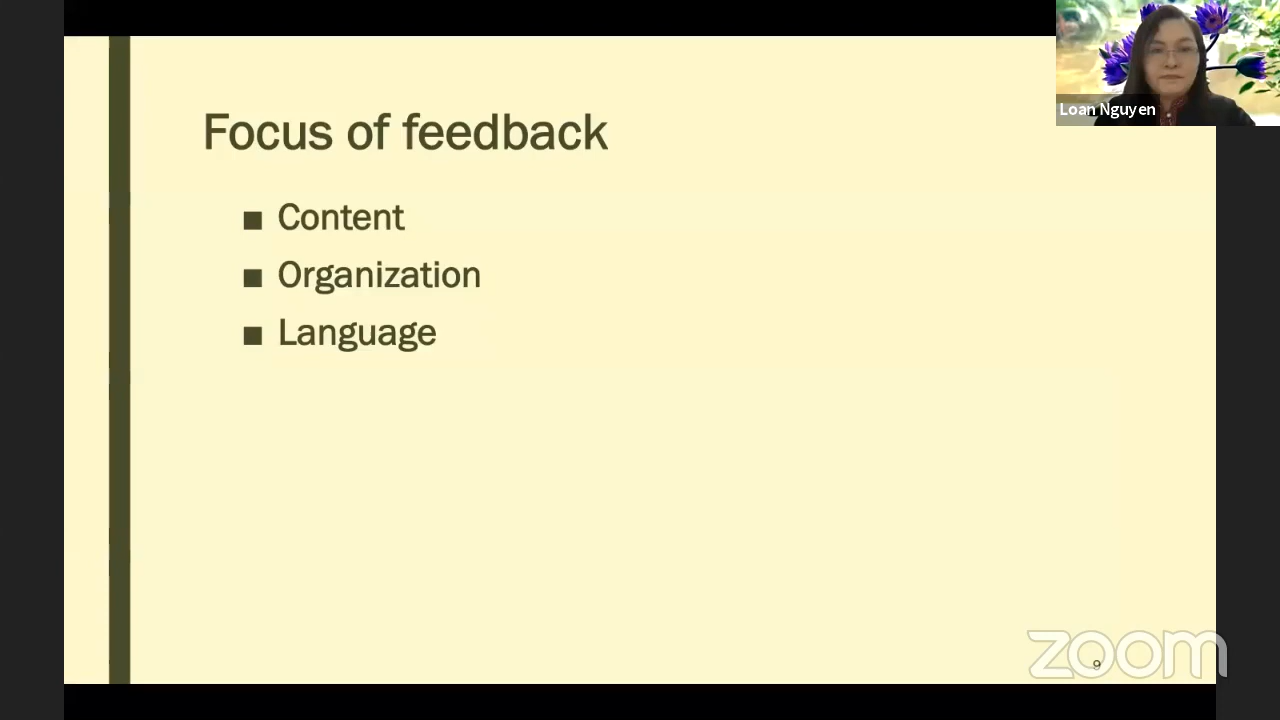 Loan Nguyen
Focus of feedback
■ Content
■ Organization
■ Language
zoom
9